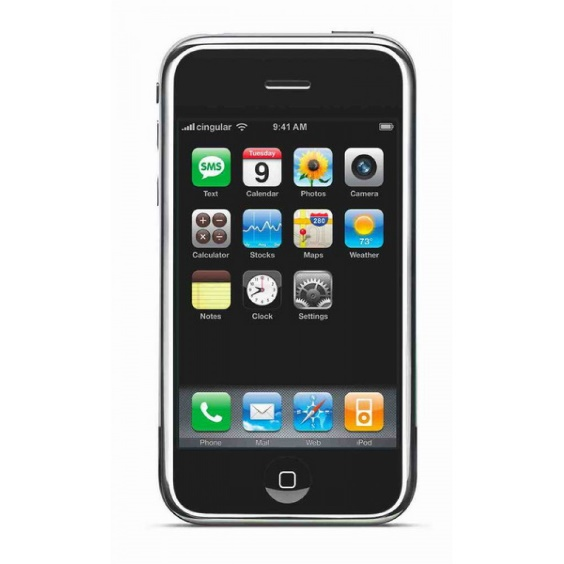 cingular 9:41 AM
SMS Tuesday 9
Text Calendar Photos Camera
280 73°
Calculator Stocks Maps Weather
Notes Clock Settings
Phone Mail Web iPod